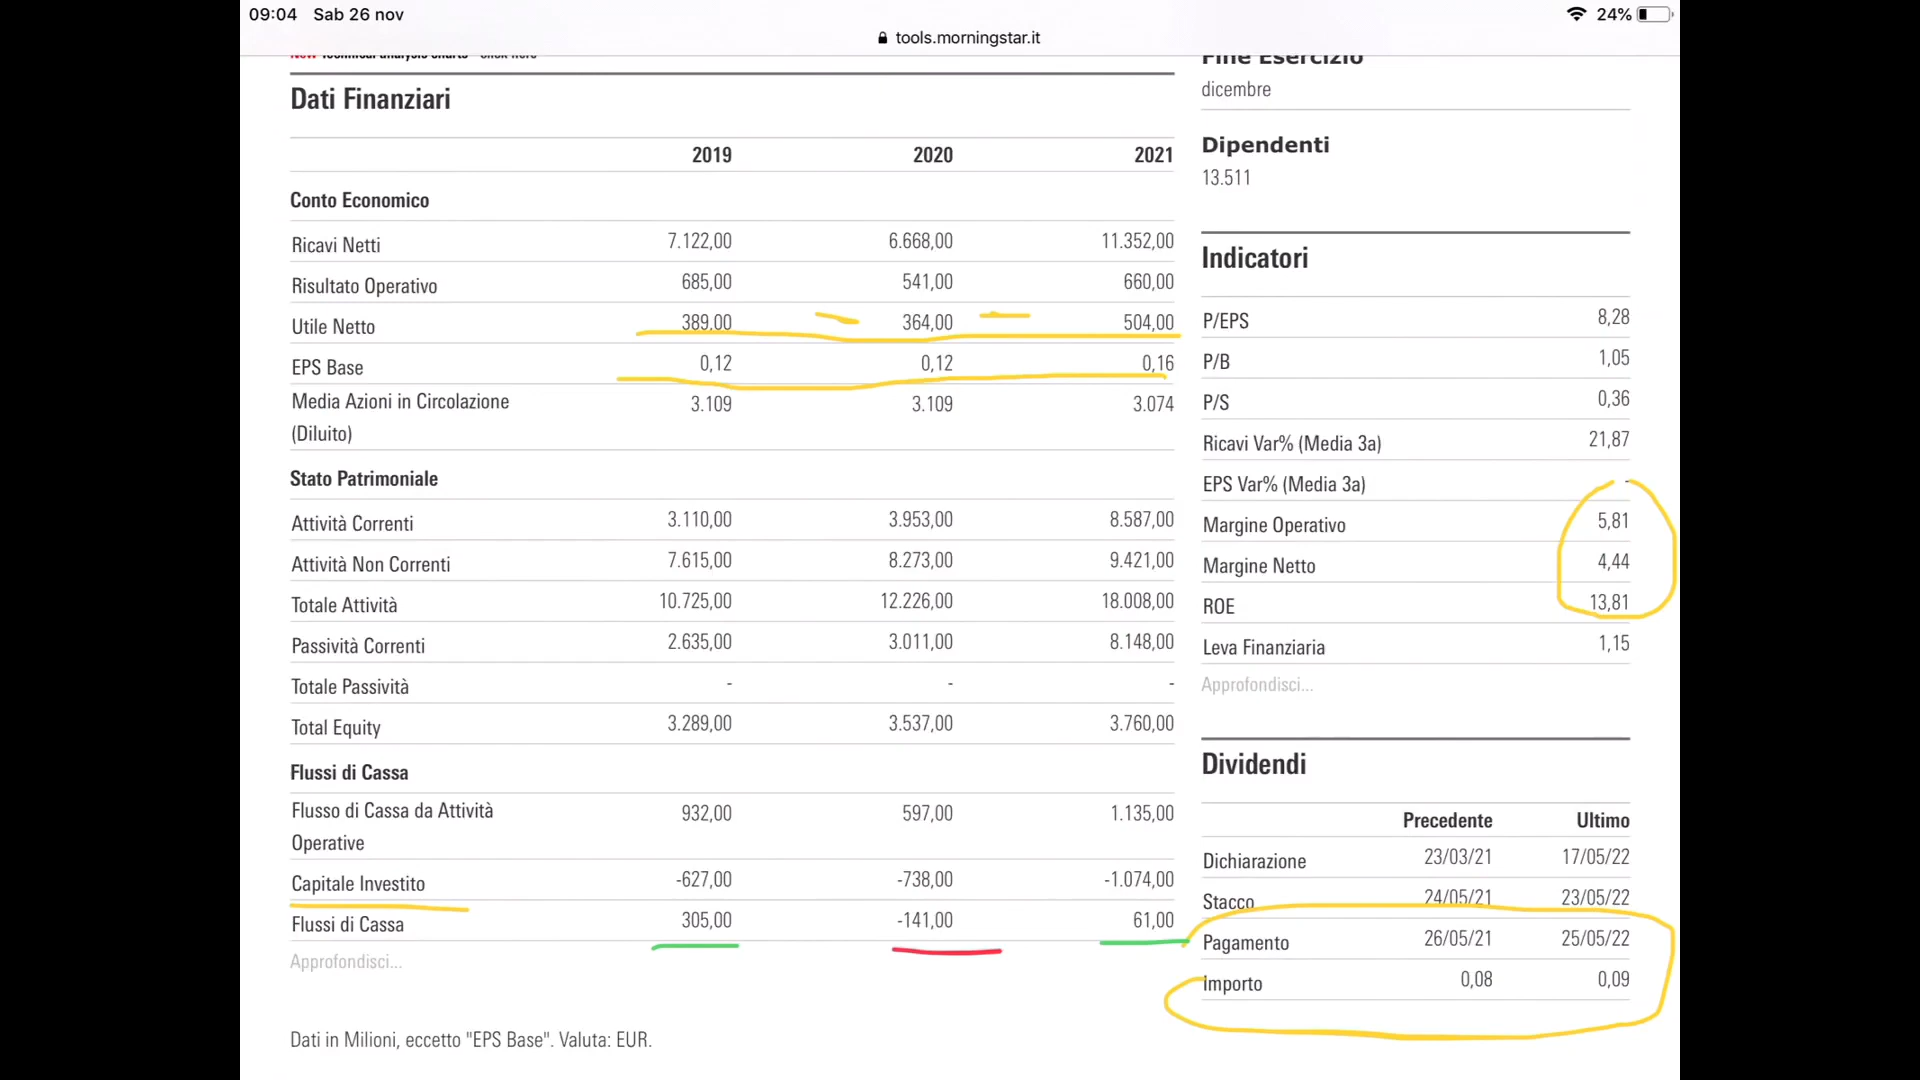 09:04 Sab 26 nov
24%
tools.morningstar.it
New Technical analysis charts - Click here
Dati Finanziari
2019 2020 2021
Conto Economico
Ricavi Netti 7.122,00 6.668,00 11.352,00
Risultato Operativo 685,00 541,00 660,00
Utile Netto 389,00 364,00 504,00
EPS Base 0,12 0,12 0,16
Media Azioni in Circolazione 3.109 3.109 3.074
(Diluito)
Stato Patrimoniale
Attività Correnti 3.110,00 3.953,00 8.587,00
Attività Non Correnti 7.615,00 8.273,00 9.421,00
Totale Attività 10.725,00 12.226,00 18.008,00
Passività Correnti 2.635,00 3.011,00 8.148,00
Totale Passività - - -
Total Equity 3.289,00 3.537,00 3.760,00
Flussi di Cassa
Flusso di Cassa da Attività 932,00 597,00 1.135,00
Operative
Capitale Investito -627,00 -738,00 -1.074,00
Flussi di Cassa 305,00 -141,00 61,00
Approfondisci...
Dati in Milioni, eccetto "EPS Base". Valuta: EUR.
Fine Esercizio
dicembre
Dipendenti
13.511
Indicatori
P/EPS 8,28
P/B 1,05
P/S 0,36
Ricavi Var% (Media 3a) 21,87
EPS Var% (Media 3a) -
Margine Operativo 5,81
Margine Netto 4,44
ROE 13,81
Leva Finanziaria 1,15
Approfondisci...
Dividendi
Precedente Ultimo
Dichiarazione 23/03/21 17/05/22
Stacco 24/05/21 23/05/22
Pagamento 26/05/21 25/05/22
Importo 0,08 0,09